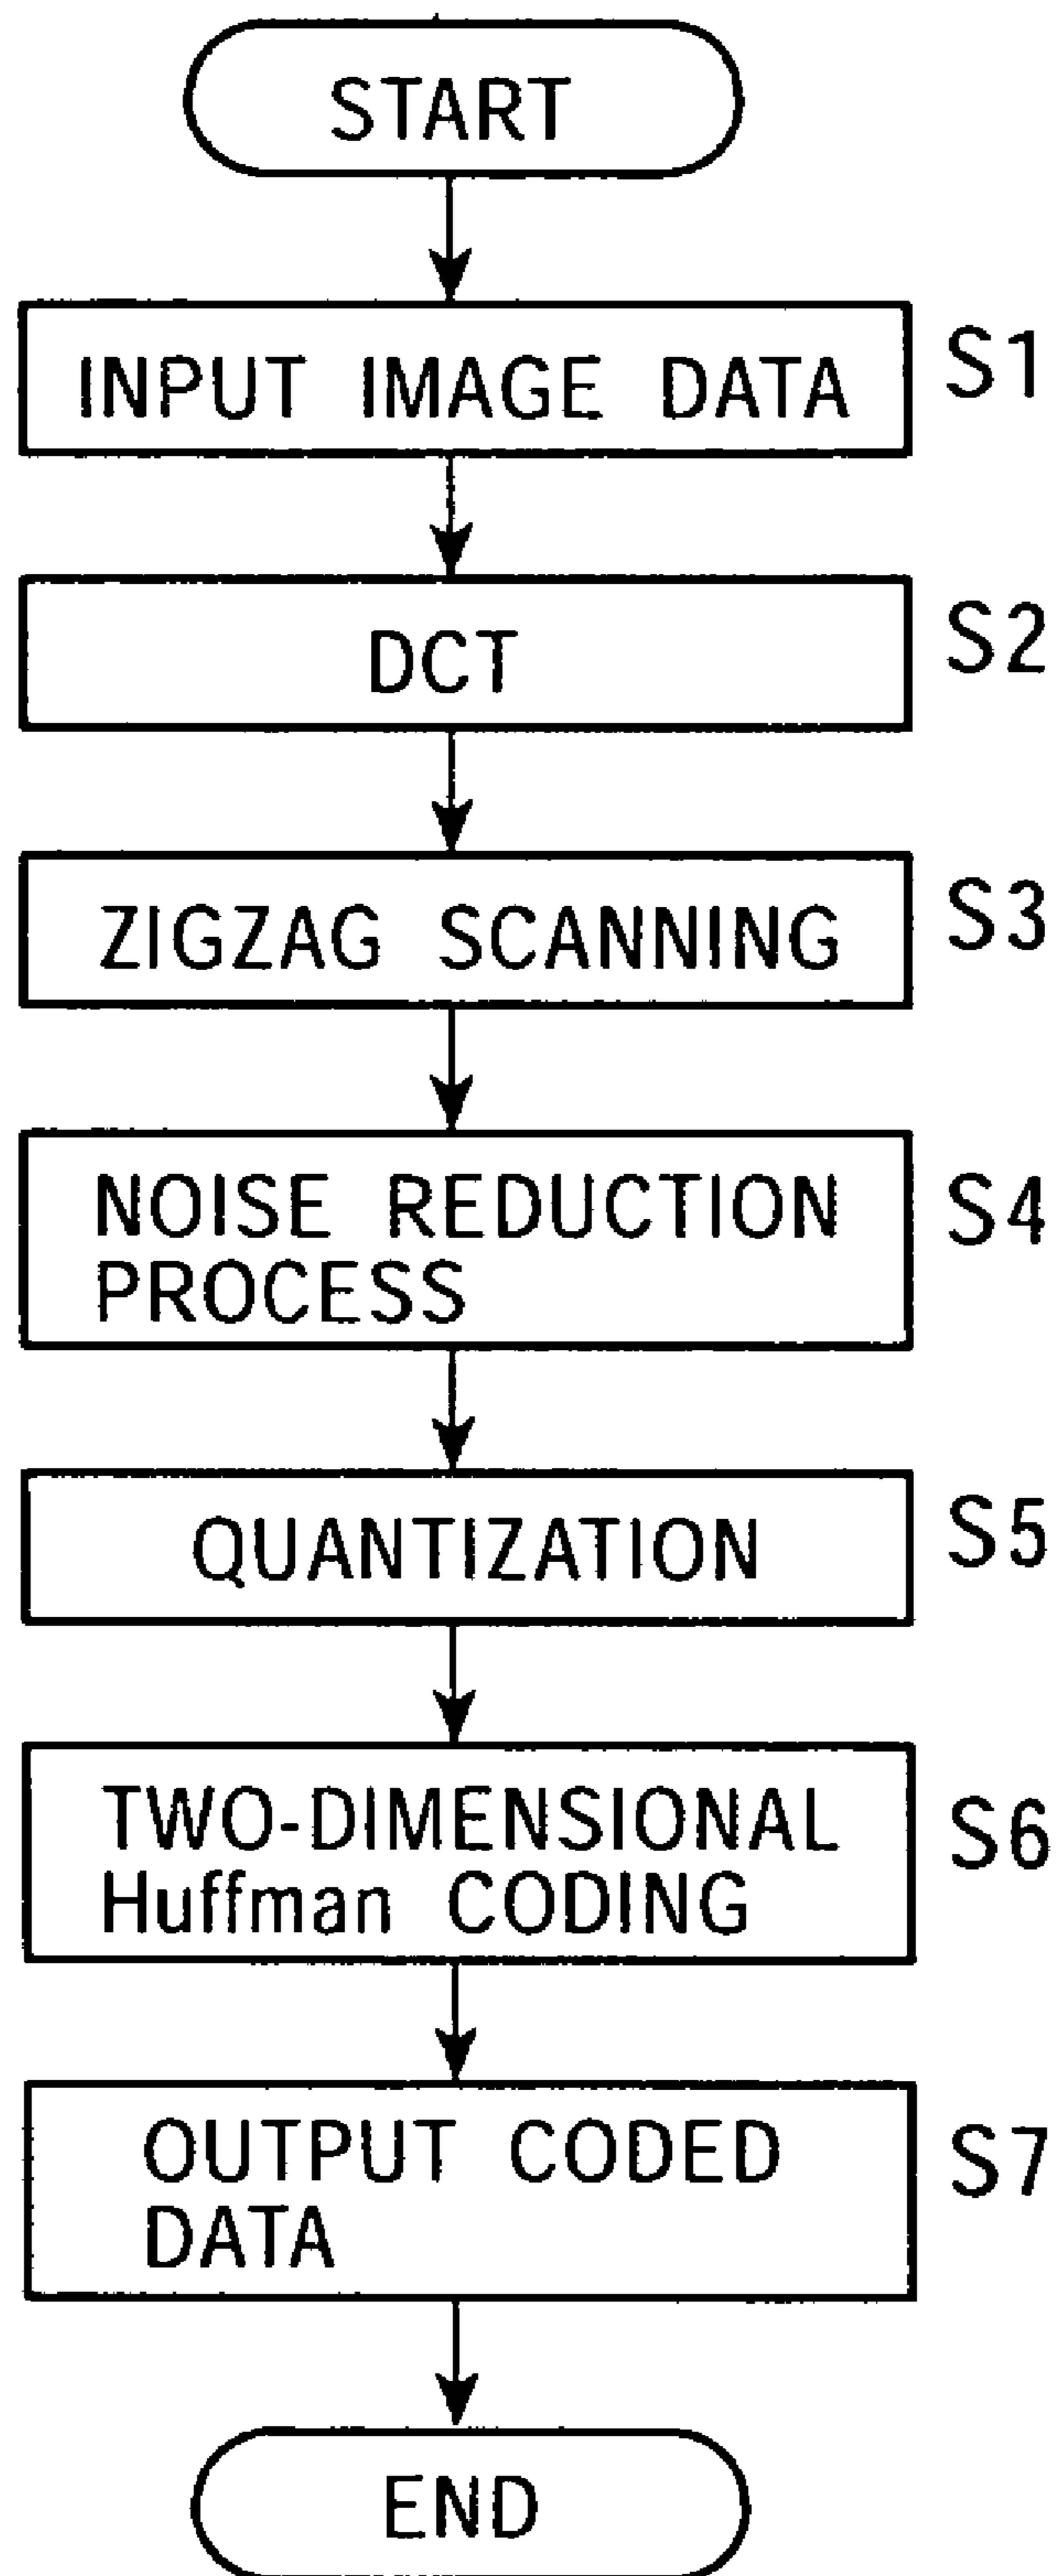 START
INPUT IMAGE DATA S1
DCT S2
ZIGZAG SCANNING S3
NOISE REDUCTION S4
PROCESS
QUANTIZATION S5
TWO-DIMENSIONAL S6
Huffman CODING
OUTPUT CODED S7
DATA
END